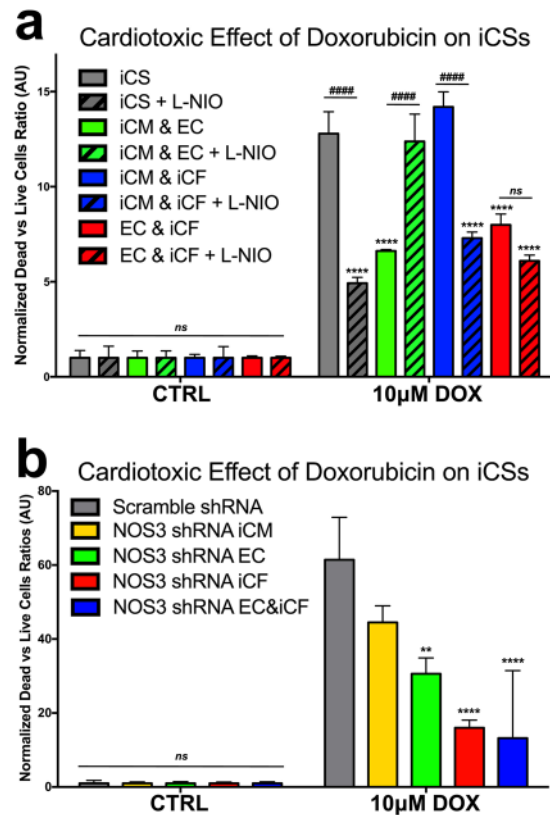 a
Cardiotoxic Effect of Doxorubicin on iCSs
Normalized Dead vs Live Cells Ratio (AU)
15
10
5
0
iCS
iCS + L-NIO
iCM & EC
iCM & EC + L-NIO
iCM & iCF
iCM & iCF + L-NIO
EC & iCF
EC & iCF + L-NIO
ns
####
####
####
****
****
****
****
ns
****
CTRL
10μM DOX
b
Cardiotoxic Effect of Doxorubicin on iCSs
Normalized Dead vs Live Cells Ratios (AU)
80
60
40
20
0
Scramble shRNA
NOS3 shRNA iCM
NOS3 shRNA EC
NOS3 shRNA iCF
NOS3 shRNA EC&iCF
ns
**
****
****
CTRL
10μM DOX